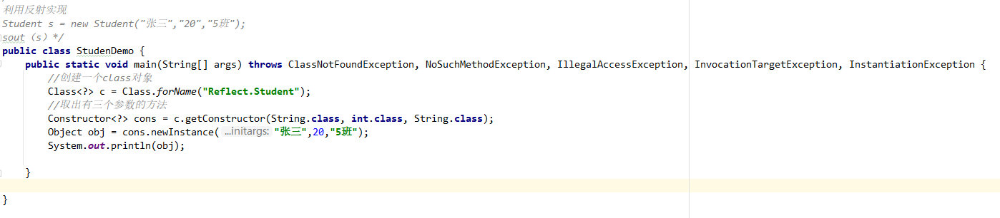 利用反射实现
Student s = new Student("张三","20","5班");
sout（s）*/
public class StudenDemo {
public static void main(String[] args) throws ClassNotFoundException, NoSuchMethodException, IllegalAccessException, InvocationTargetException, InstantiationException {
//创建一个class对象
Class<?> c = Class.forName("Reflect.Student");
//取出有三个参数的方法
Constructor<?> cons = c.getConstructor(String.class, int.class, String.class);
Object obj = cons.newInstance( ...initargs: "张三",20,"5班");
System.out.println(obj);
}
}